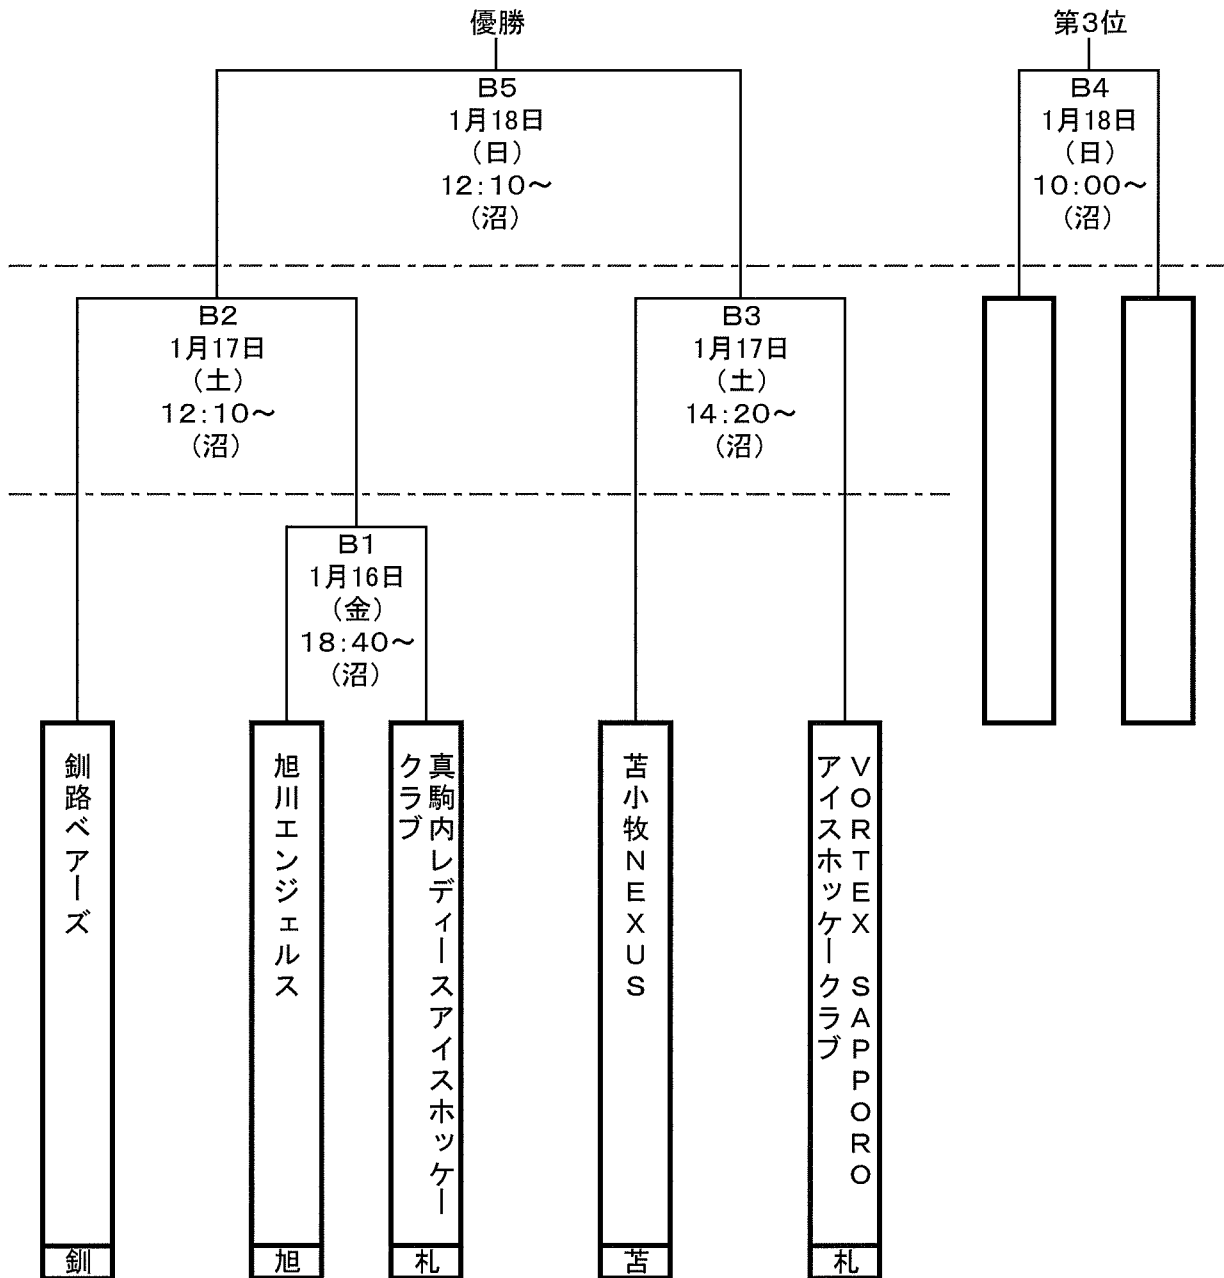 優勝
第3位
B5
1月18日
(日)
12:10~
(沼)
B4
1月18日
(日)
10:00~
(沼)
B2
1月17日
(土)
12:10~
(沼)
B3
1月17日
(土)
14:20~
(沼)
B1
1月16日
(金)
18:40~
(沼)
釧路ベアーズ
旭川エンジェルス
真駒内レディースアイスホッケー
クラブ
苫小牧NEXUS
VORTEX SAPPORO
アイスホッケークラブ
釧
旭
札
苫
札